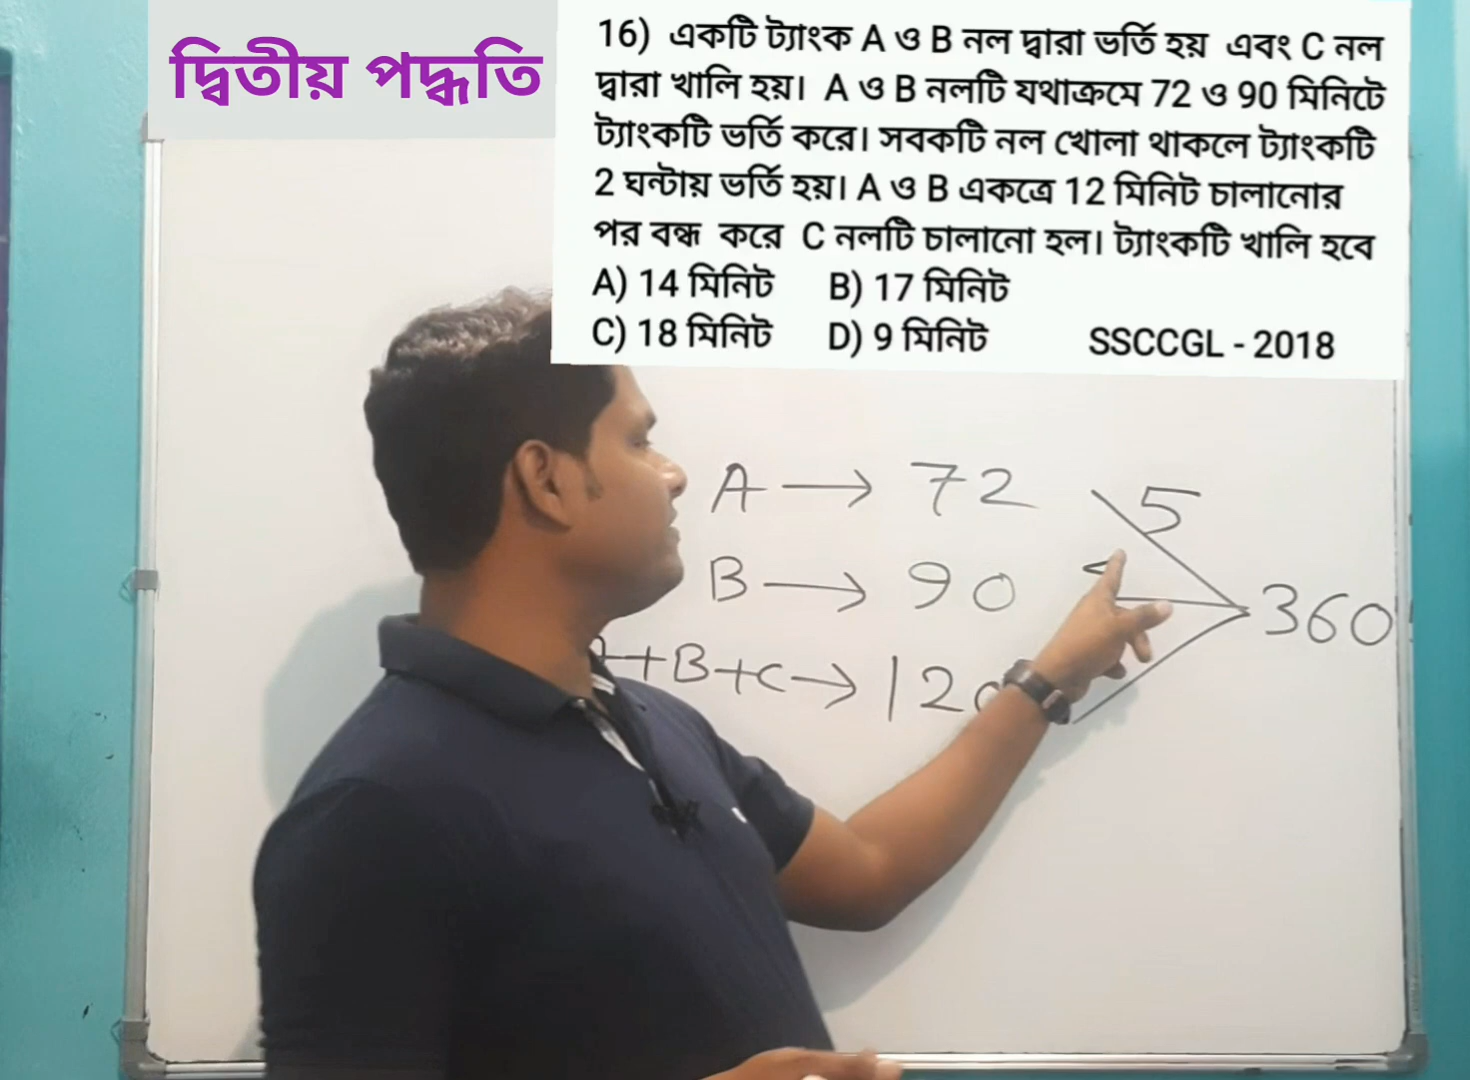 দ্বিতীয় পদ্ধতি
16) একটি ট্যাংক A ও B নল দ্বারা ভর্তি হয় এবং C নল
দ্বারা খালি হয়। A ও B নলটি যথাক্রমে 72 ও 90 মিনিটে
ট্যাংকটি ভর্তি করে। সবকটি নল খোলা থাকলে ট্যাংকটি
2 ঘন্টায় ভর্তি হয়। A ও B একত্রে 12 মিনিট চালানোর
পর বন্ধ করে C নলটি চালানো হল। ট্যাংকটি খালি হবে
A) 14 মিনিট B) 17 মিনিট
C) 18 মিনিট D) 9 মিনিট SSCCGL - 2018
A → 72 5
B → 90 360
+B+C → 120